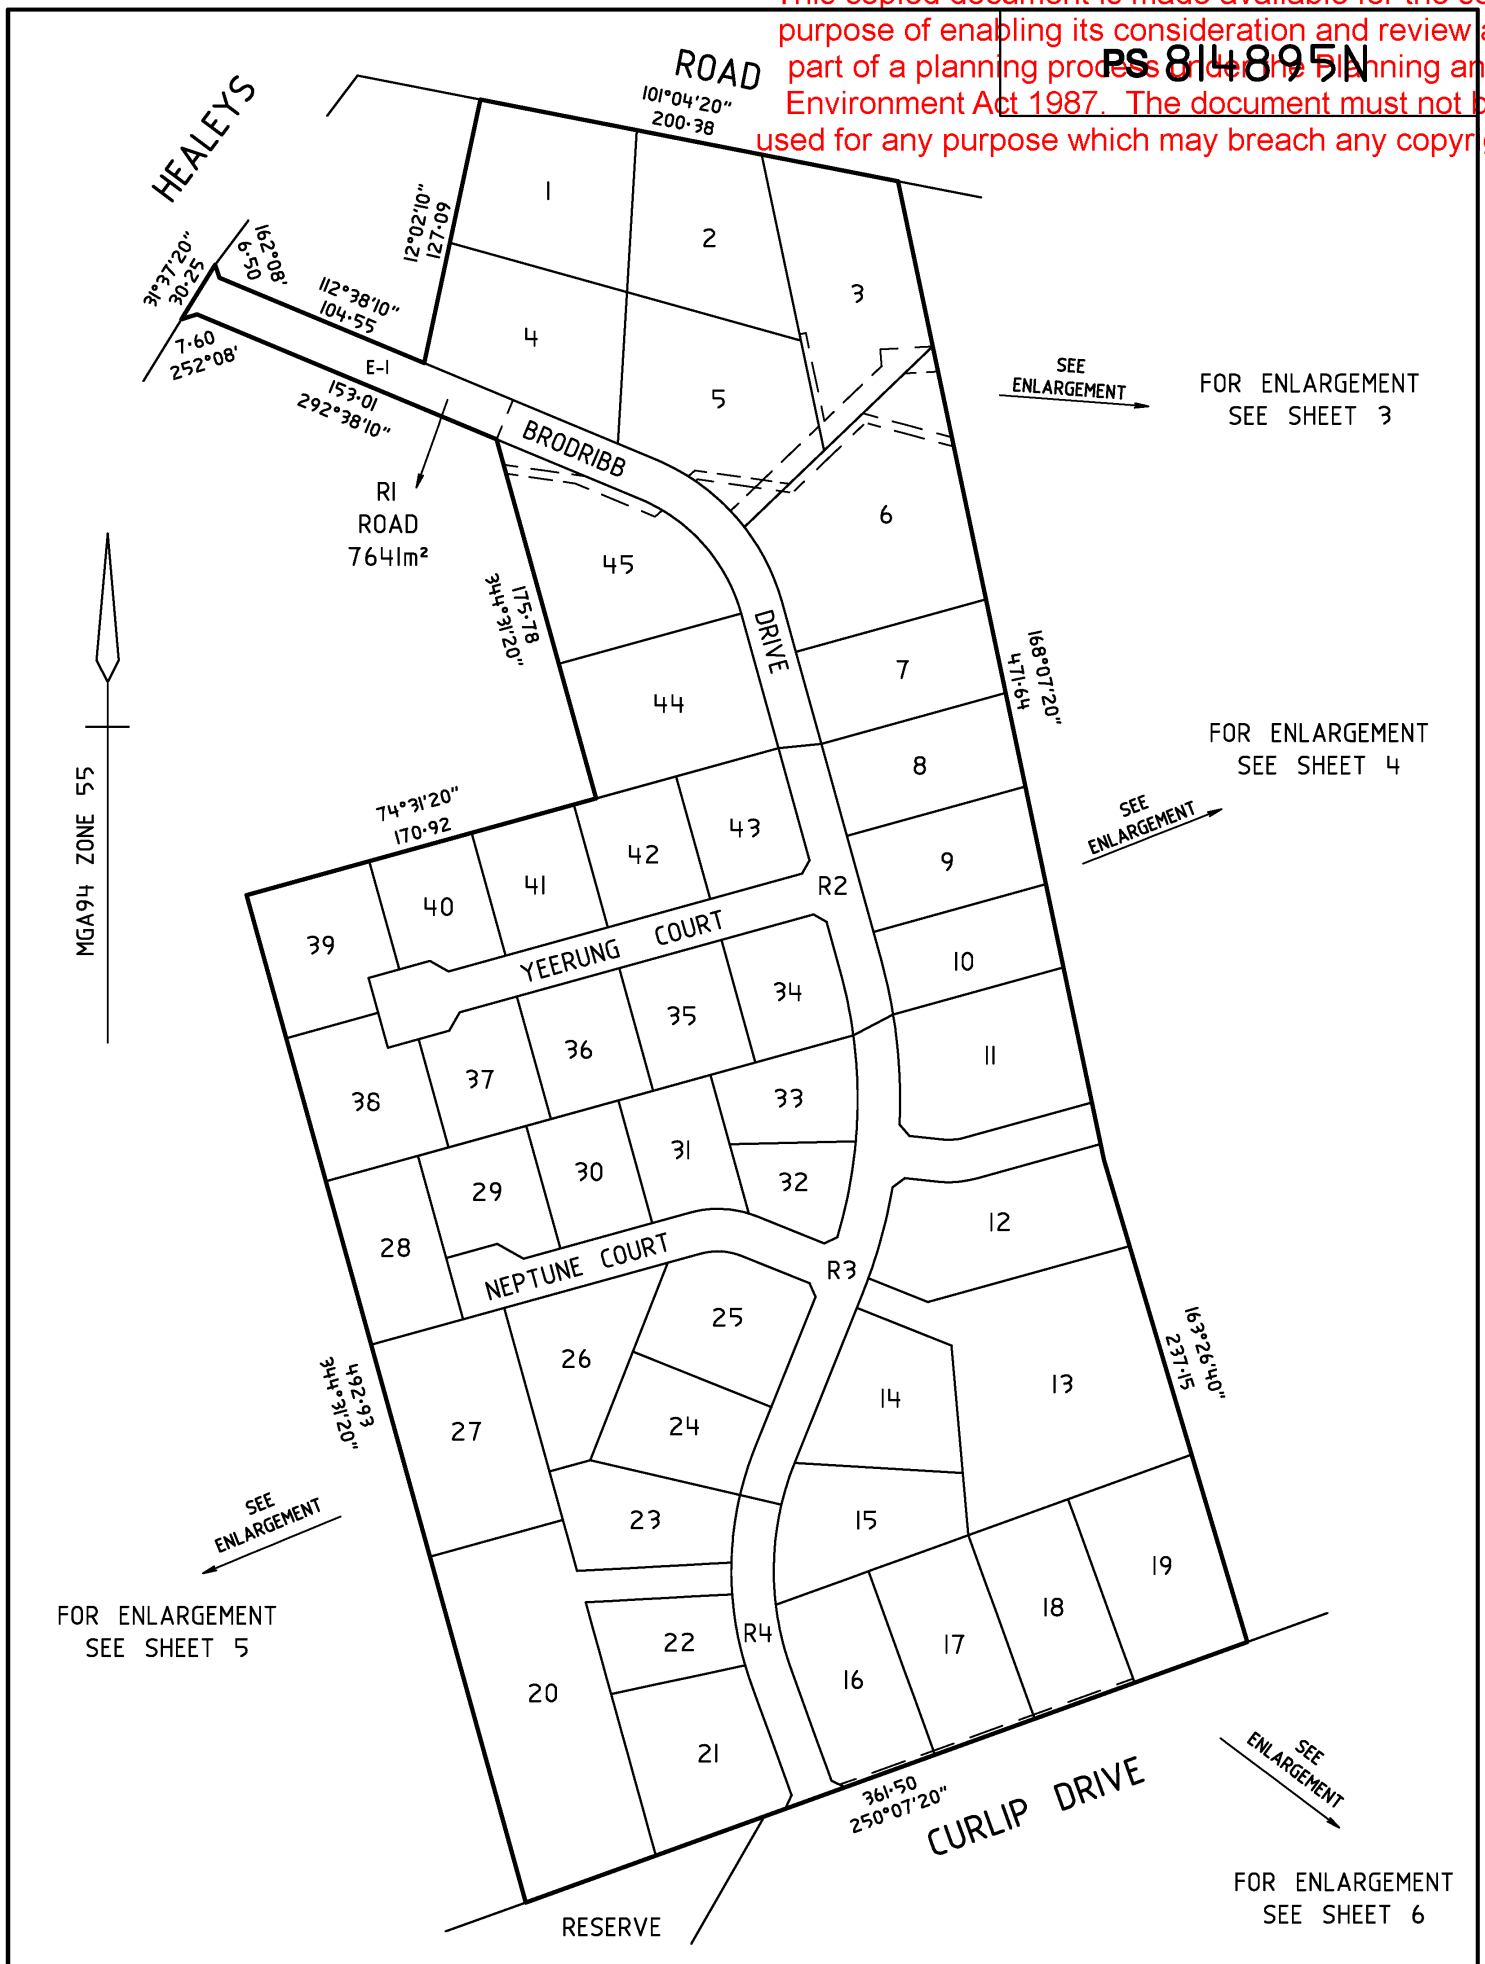 This copied document is made available for the
purpose of enabling its consideration and review
part of a planning process under the Planning
Environment Act 1987. The document must not
used for any purpose which may breach any
PS 814895N
HEALEYS
ROAD
101°04'20"
200·38
1
2
3
12°02'10"
127·09
162°08'
6·50
31°37'20"
30·25
112°38'10"
104·55
4
7·60
252°08'
E-1
5
153·01
292°38'10"
BRODRIBB
SEE
ENLARGEMENT
FOR ENLARGEMENT
SEE SHEET 3
R1
ROAD
7641m²
6
45
175·78
344°31'20"
DRIVE
7
168°07'20"
471·64
44
FOR ENLARGEMENT
SEE SHEET 4
8
SEE
ENLARGEMENT
MGA94 ZONE 55
74°31'20"
170·92
43
42
9
41
40
R2
39
YEERUNG COURT
10
34
35
36
11
37
38
33
31
30
32
29
12
28
NEPTUNE COURT
R3
25
26
163°26'40"
237·15
13
14
492·93
344°31'20"
27
24
SEE
ENLARGEMENT
23
15
19
FOR ENLARGEMENT
SEE SHEET 5
18
22
R4
17
16
20
21
361·50
250°07'20"
CURLIP DRIVE
SEE
ENLARGEMENT
FOR ENLARGEMENT
SEE SHEET 6
RESERVE